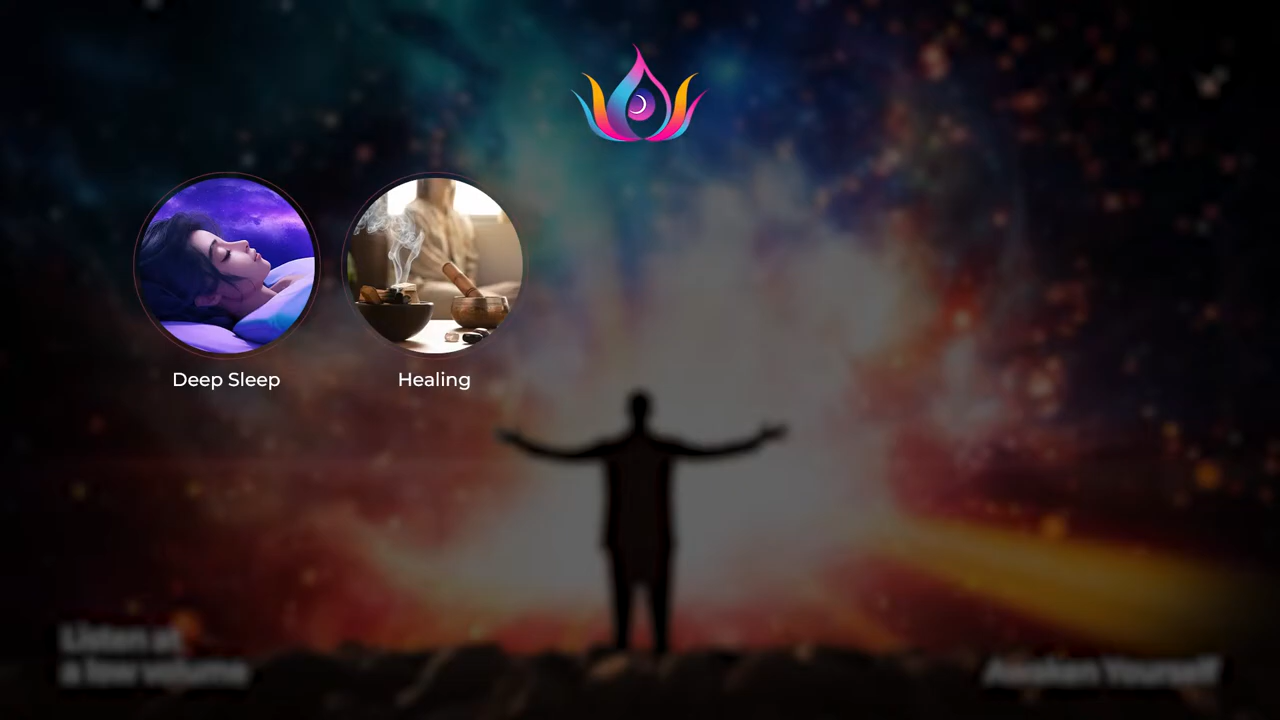 Deep Sleep
Healing
Listen at
a low volume
Awaken Yourself